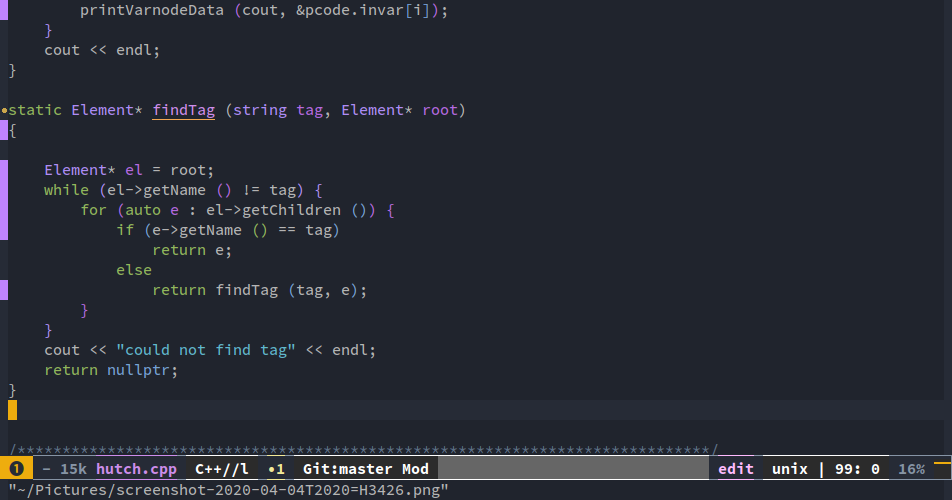 printVarnodeData (cout, &pcode.invar[i]);
    }
    cout << endl;
}
static Element* findTag (string tag, Element* root)
{
    Element* el = root;
    while (el->getName () != tag) {
        for (auto e : el->getChildren ()) {
            if (e->getName () == tag)
                return e;
            else
                return findTag (tag, e);
        }
    }
    cout << "could not find tag" << endl;
    return nullptr;
}
/*****************************************************************************/
1 - 15k hutch.cpp C++//l •1 Git:master Mod edit unix | 99: 0 16%
"~/Pictures/screenshot-2020-04-04T2020=H3426.png"